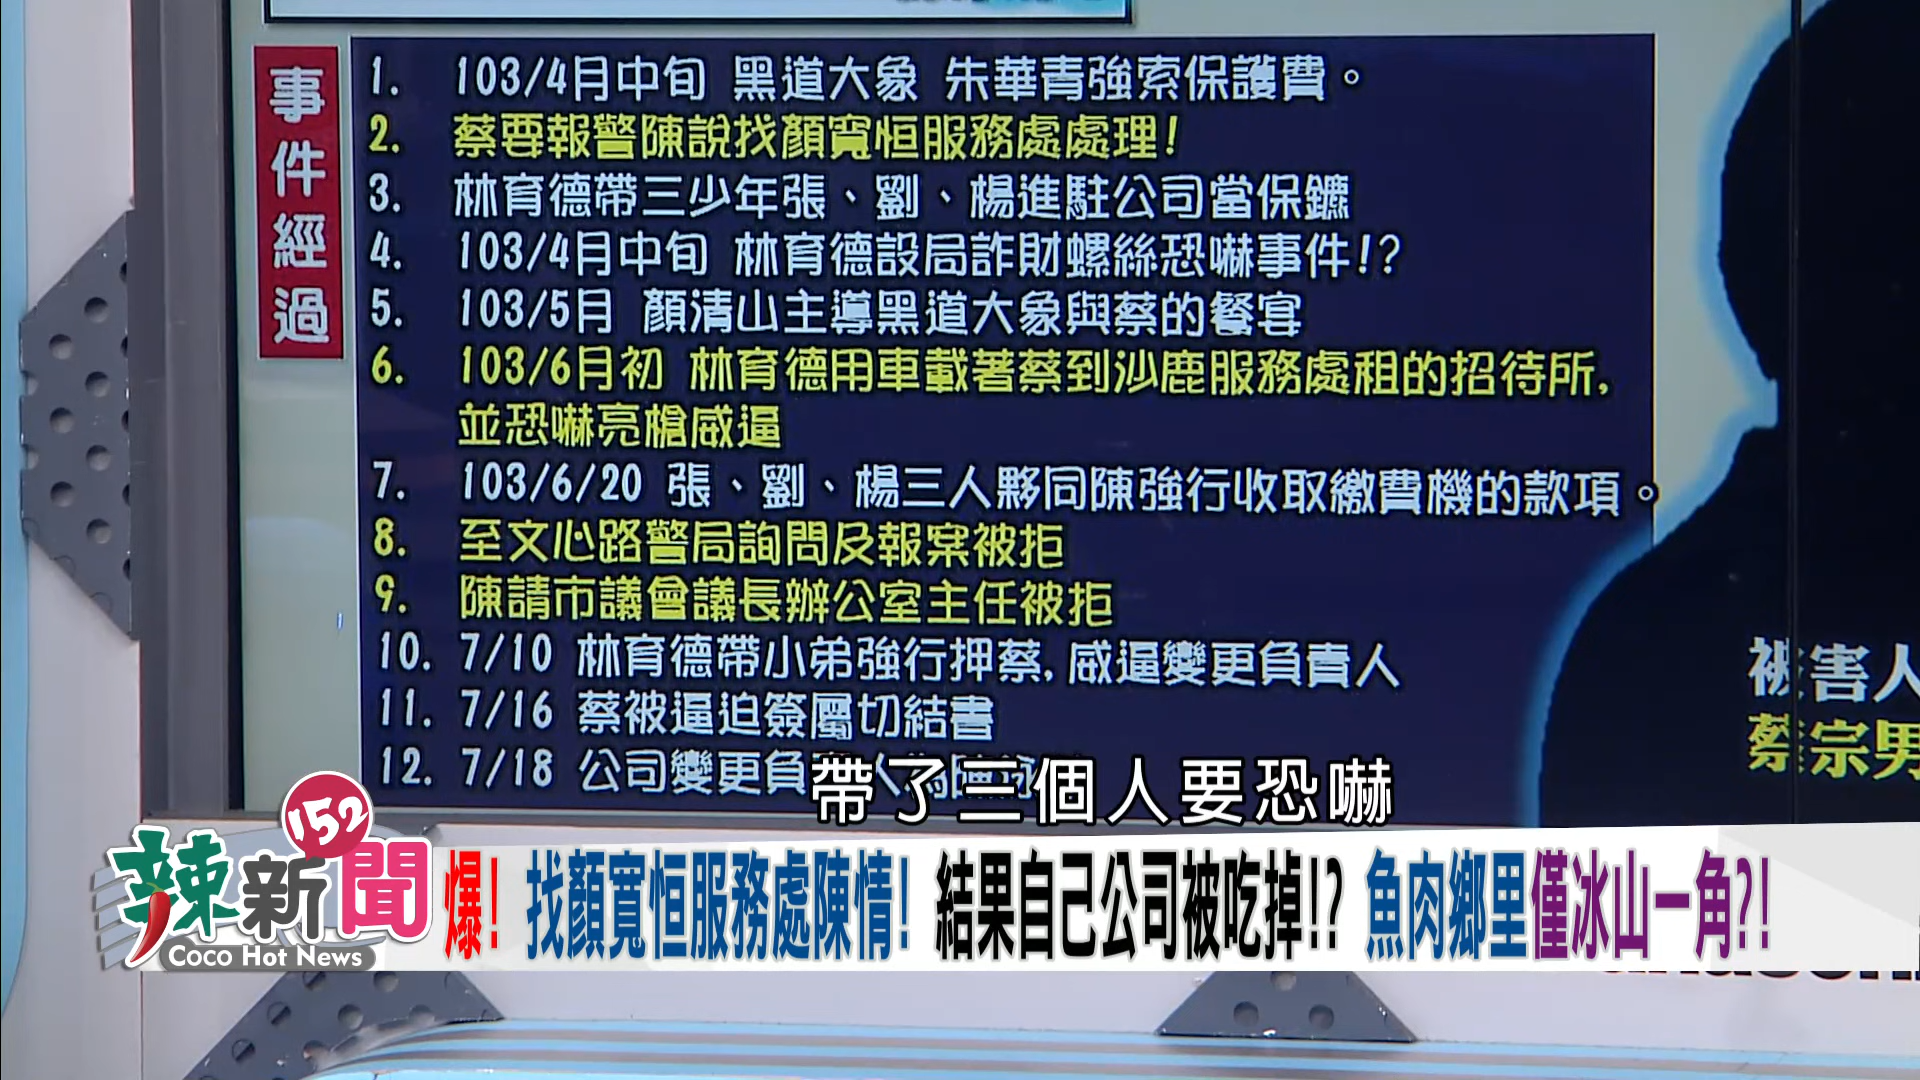 事件經過
1. 103/4月中旬 黑道大象 朱華青強索保護費。
2. 蔡要報警陳說找顏寬恒服務處處理!
3. 林育德帶三少年張、劉、楊進駐公司當保鑣
4. 103/4月中旬 林育德設局詐財螺絲恐嚇事件!?
5. 103/5月 顏清山主導黑道大象與蔡的餐宴
6. 103/6月初 林育德用車載著蔡到沙鹿服務處租的招待所,
並恐嚇亮槍威逼
7. 103/6/20 張、劉、楊三人夥同陳強行收取繳費機的款項。
8. 至文心路警局詢問及報案被拒
9. 陳請市議會議長辦公室主任被拒
10. 7/10 林育德帶小弟強行押蔡,威逼變更負責人
11. 7/16 蔡被逼迫簽屬切結書
12. 7/18 公司變更負
被害人
蔡宗男
帶了三個人要恐嚇
152
辣新聞
Coco Hot News
爆! 找顏寬恒服務處陳情! 結果自己公司被吃掉!? 魚肉鄉里僅冰山一角?!